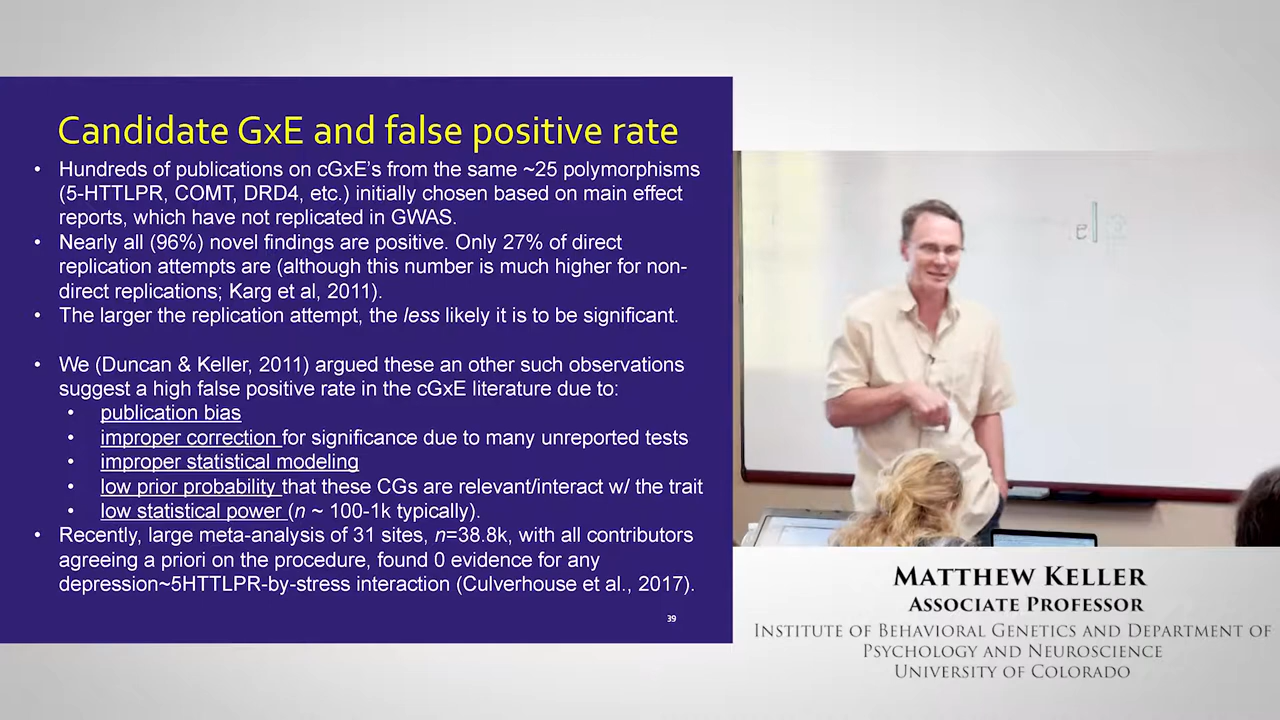 Candidate GxE and false positive rate
• Hundreds of publications on cGxE's from the same ~25 polymorphisms
(5-HTTLPR, COMT, DRD4, etc.) initially chosen based on main effect
reports, which have not replicated in GWAS.
• Nearly all (96%) novel findings are positive. Only 27% of direct
replication attempts are (although this number is much higher for non-
direct replications; Karg et al, 2011).
• The larger the replication attempt, the less likely it is to be significant.
• We (Duncan & Keller, 2011) argued these an other such observations
suggest a high false positive rate in the cGxE literature due to:
• publication bias
• improper correction for significance due to many unreported tests
• improper statistical modeling
• low prior probability that these CGs are relevant/interact w/ the trait
• low statistical power (n ~ 100-1k typically).
• Recently, large meta-analysis of 31 sites, n=38.8k, with all contributors
agreeing a priori on the procedure, found 0 evidence for any
depression~5HTTLPR-by-stress interaction (Culverhouse et al., 2017).
39
MATTHEW KELLER
ASSOCIATE PROFESSOR
INSTITUTE OF BEHAVIORAL GENETICS AND DEPARTMENT OF
PSYCHOLOGY AND NEUROSCIENCE
UNIVERSITY OF COLORADO